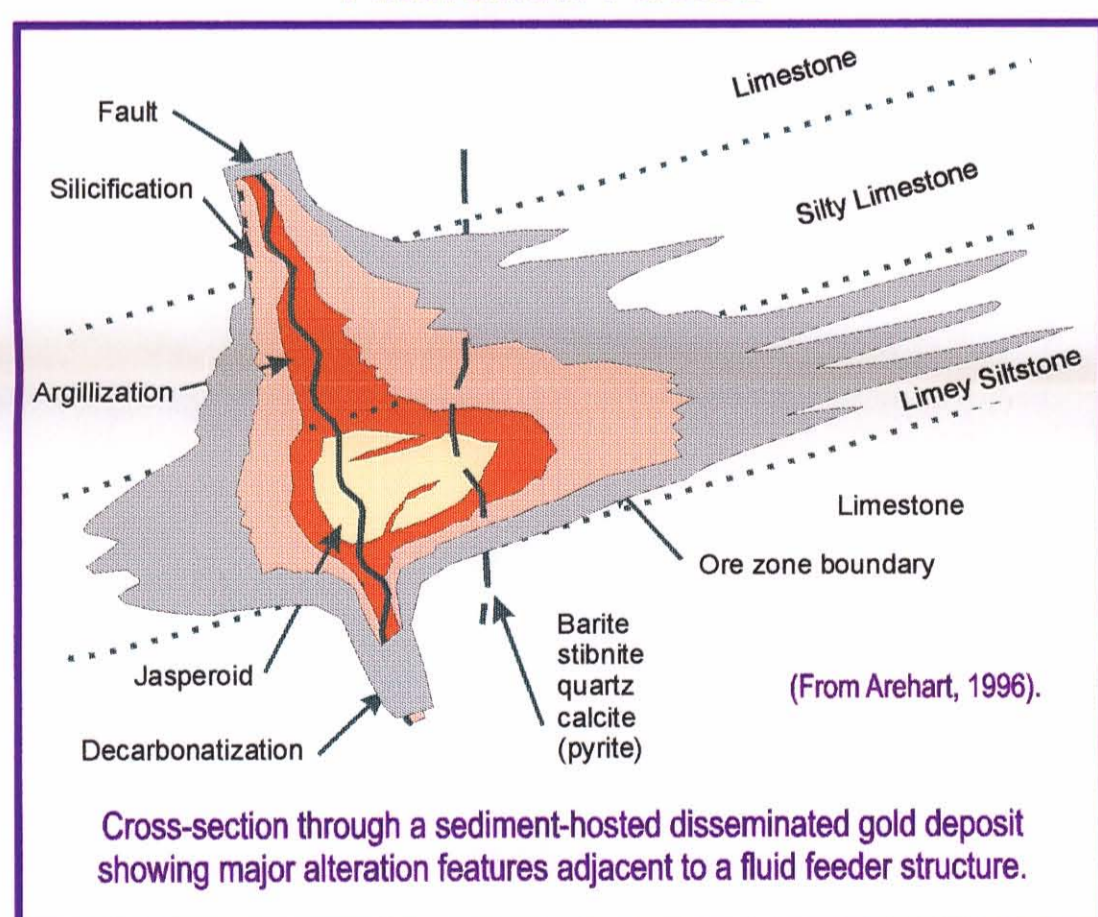 Limestone
Fault
Silicification
Silty Limestone
Argillization
Limey Siltstone
Limestone
Ore zone boundary
Barite
stibnite
quartz
calcite
(pyrite)
Jasperoid
(From Arehart, 1996).
Decarbonatization
Cross-section through a sediment-hosted disseminated gold deposit
showing major alteration features adjacent to a fluid feeder structure.